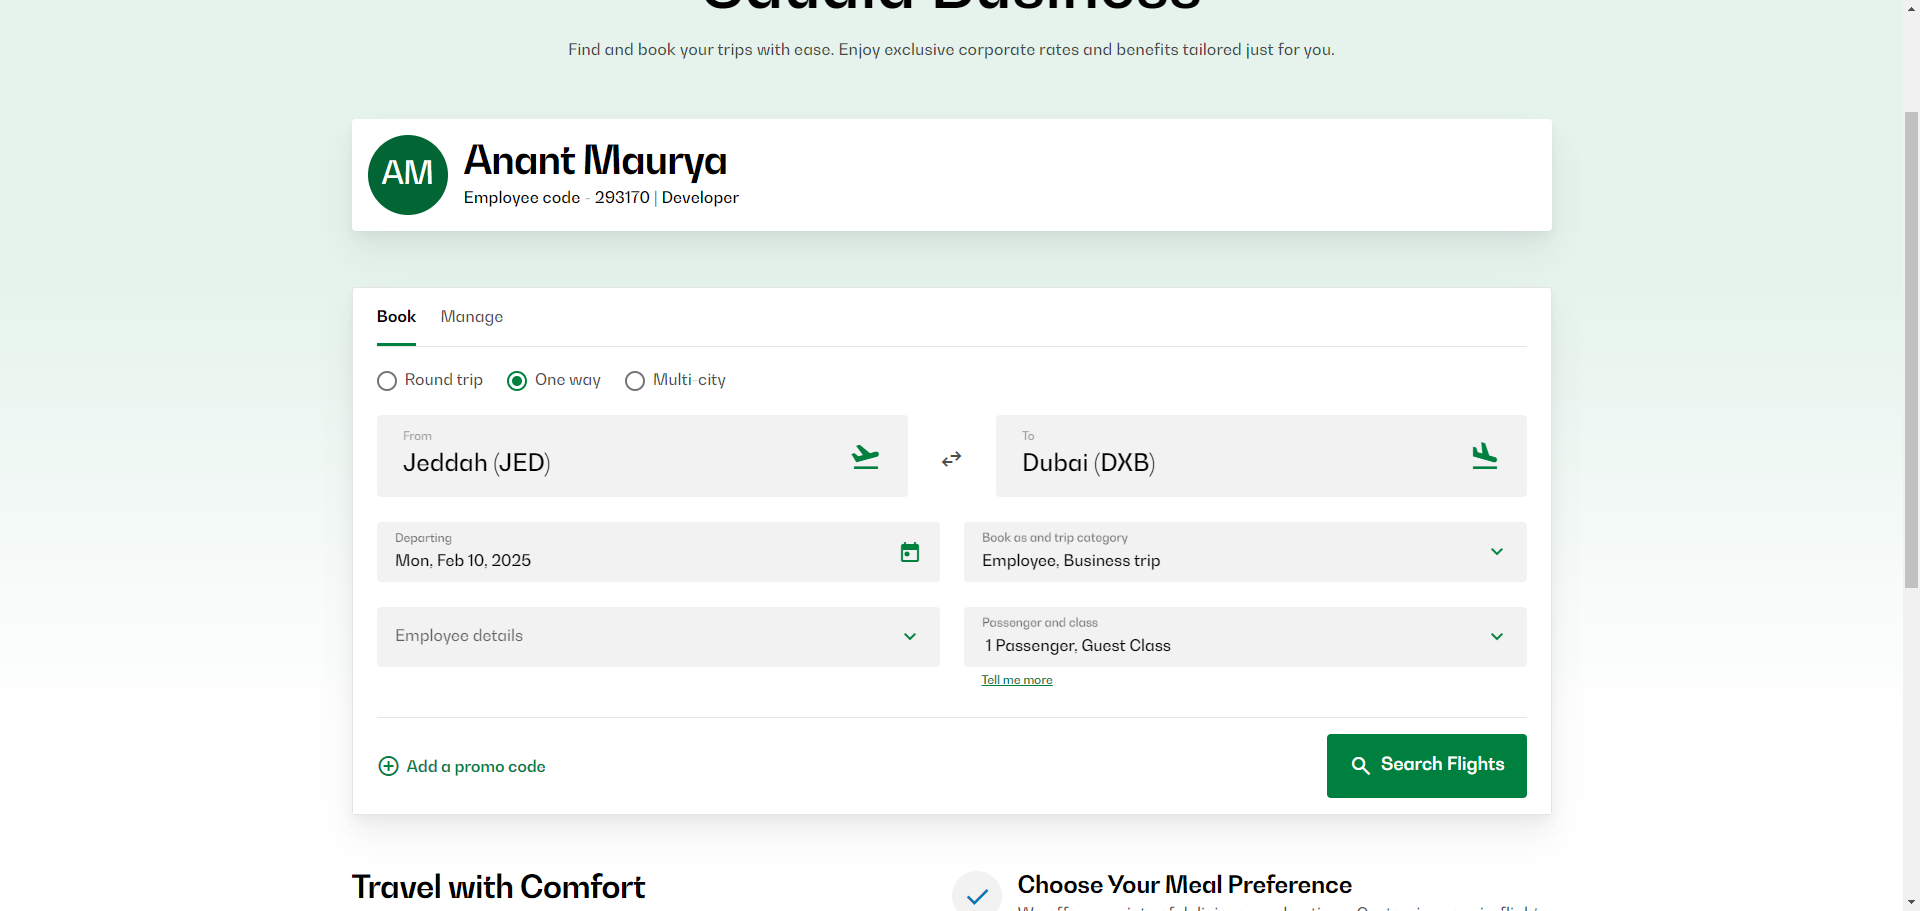 Saudia Business
Find and book your trips with ease. Enjoy exclusive corporate rates and benefits tailored just for you.
AM
Anant Maurya
Employee code - 293170 | Developer
Book
Manage
Round trip
One way
Multi-city
From
Jeddah (JED)
To
Dubai (DXB)
Departing
Mon, Feb 10, 2025
Book as and trip category
Employee, Business trip
Employee details
Passenger and class
1 Passenger, Guest Class
Tell me more
Add a promo code
Search Flights
Travel with Comfort
Choose Your Meal Preference